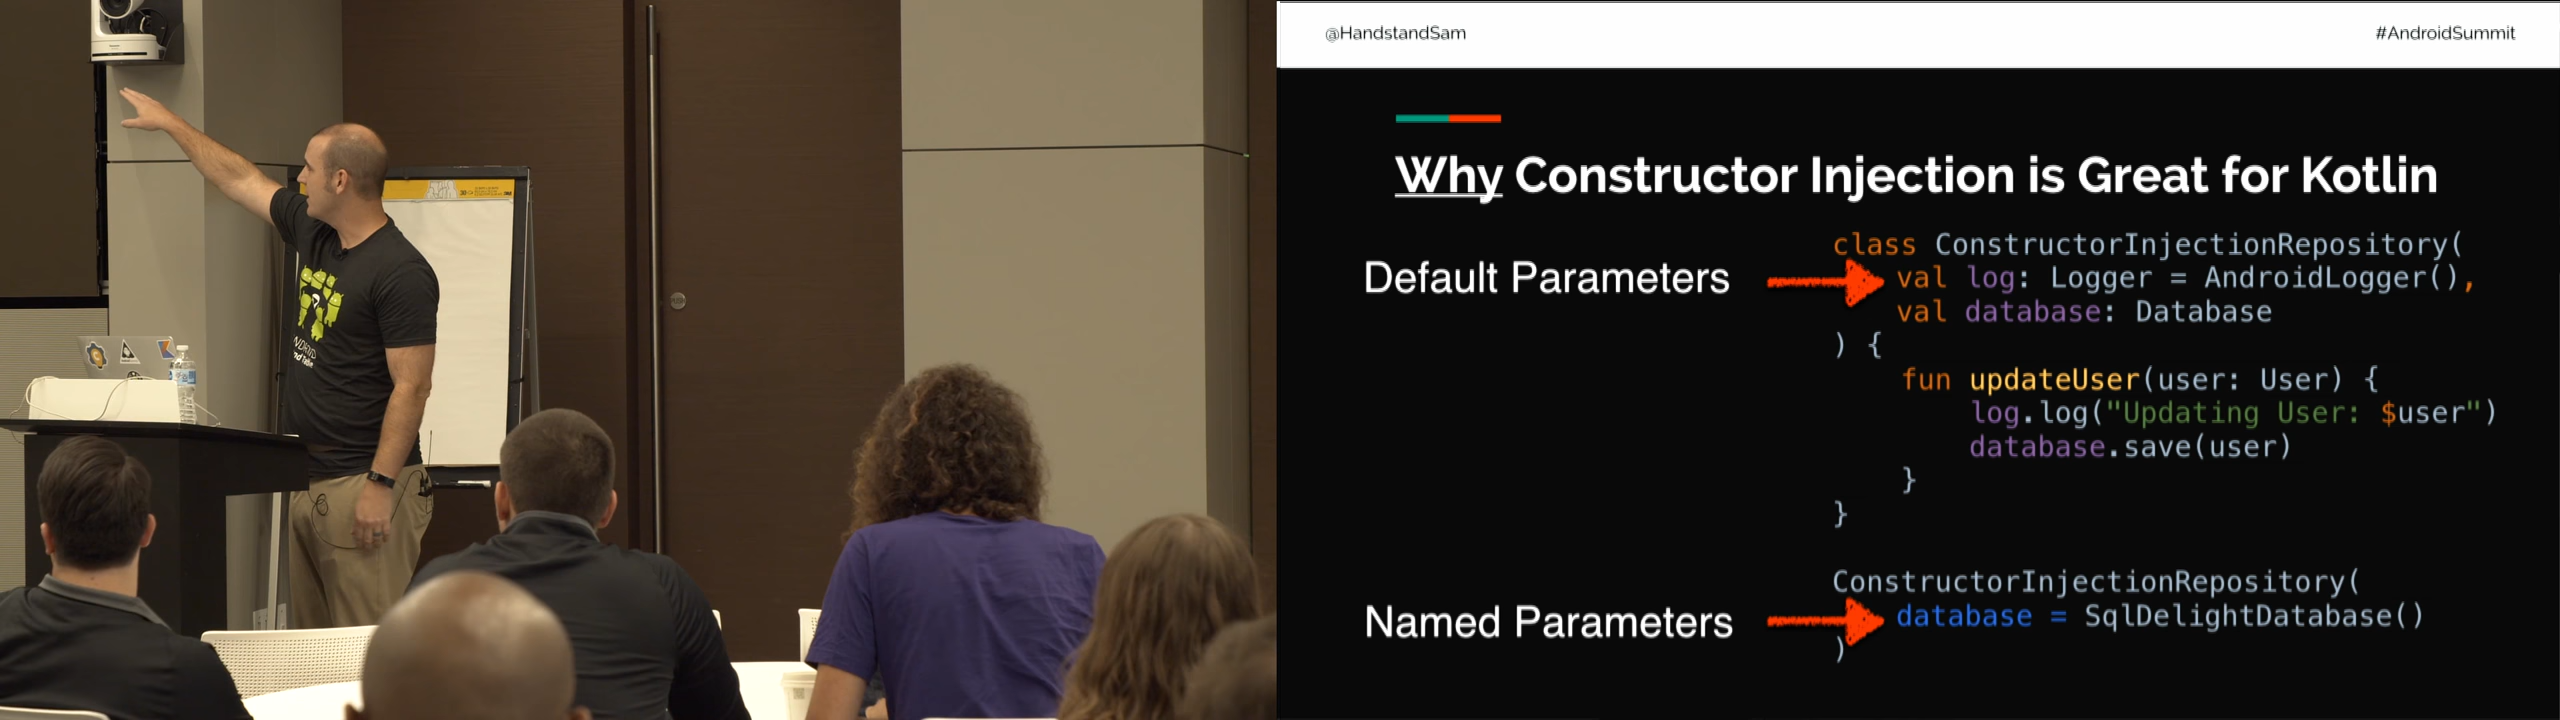 @HandstandSam
#AndroidSummit
Why Constructor Injection is Great for Kotlin
Default Parameters
class ConstructorInjectionRepository(
val log: Logger = AndroidLogger(),
val database: Database
) {
fun updateUser(user: User) {
log.log("Updating User: $user")
database.save(user)
}
}
Named Parameters
ConstructorInjectionRepository(
database = SqlDelightDatabase()
)
PUSH